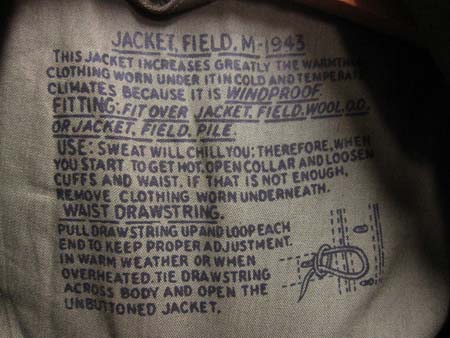 JACKET, FIELD, M-1943
THIS JACKET INCREASES GREATLY THE WARMTH OF
CLOTHING WORN UNDER IT IN COLD AND TEMPERATE
CLIMATES BECAUSE IT IS WINDPROOF.
FITTING: FIT OVER JACKET, FIELD, WOOL, O.D.
OR JACKET, FIELD, PILE.
USE: SWEAT WILL CHILL YOU: THEREFORE, WHEN
YOU START TO GET HOT, OPEN COLLAR AND LOOSEN
CUFFS AND WAIST. IF THAT IS NOT ENOUGH,
REMOVE CLOTHING WORN UNDERNEATH.
WAIST DRAWSTRING.
PULL DRAWSTRING UP AND LOOP EACH
END TO KEEP PROPER ADJUSTMENT.
IN WARM WEATHER OR WHEN
OVERHEATED, TIE DRAWSTRING
ACROSS BODY AND OPEN THE
UNBUTTONED JACKET.